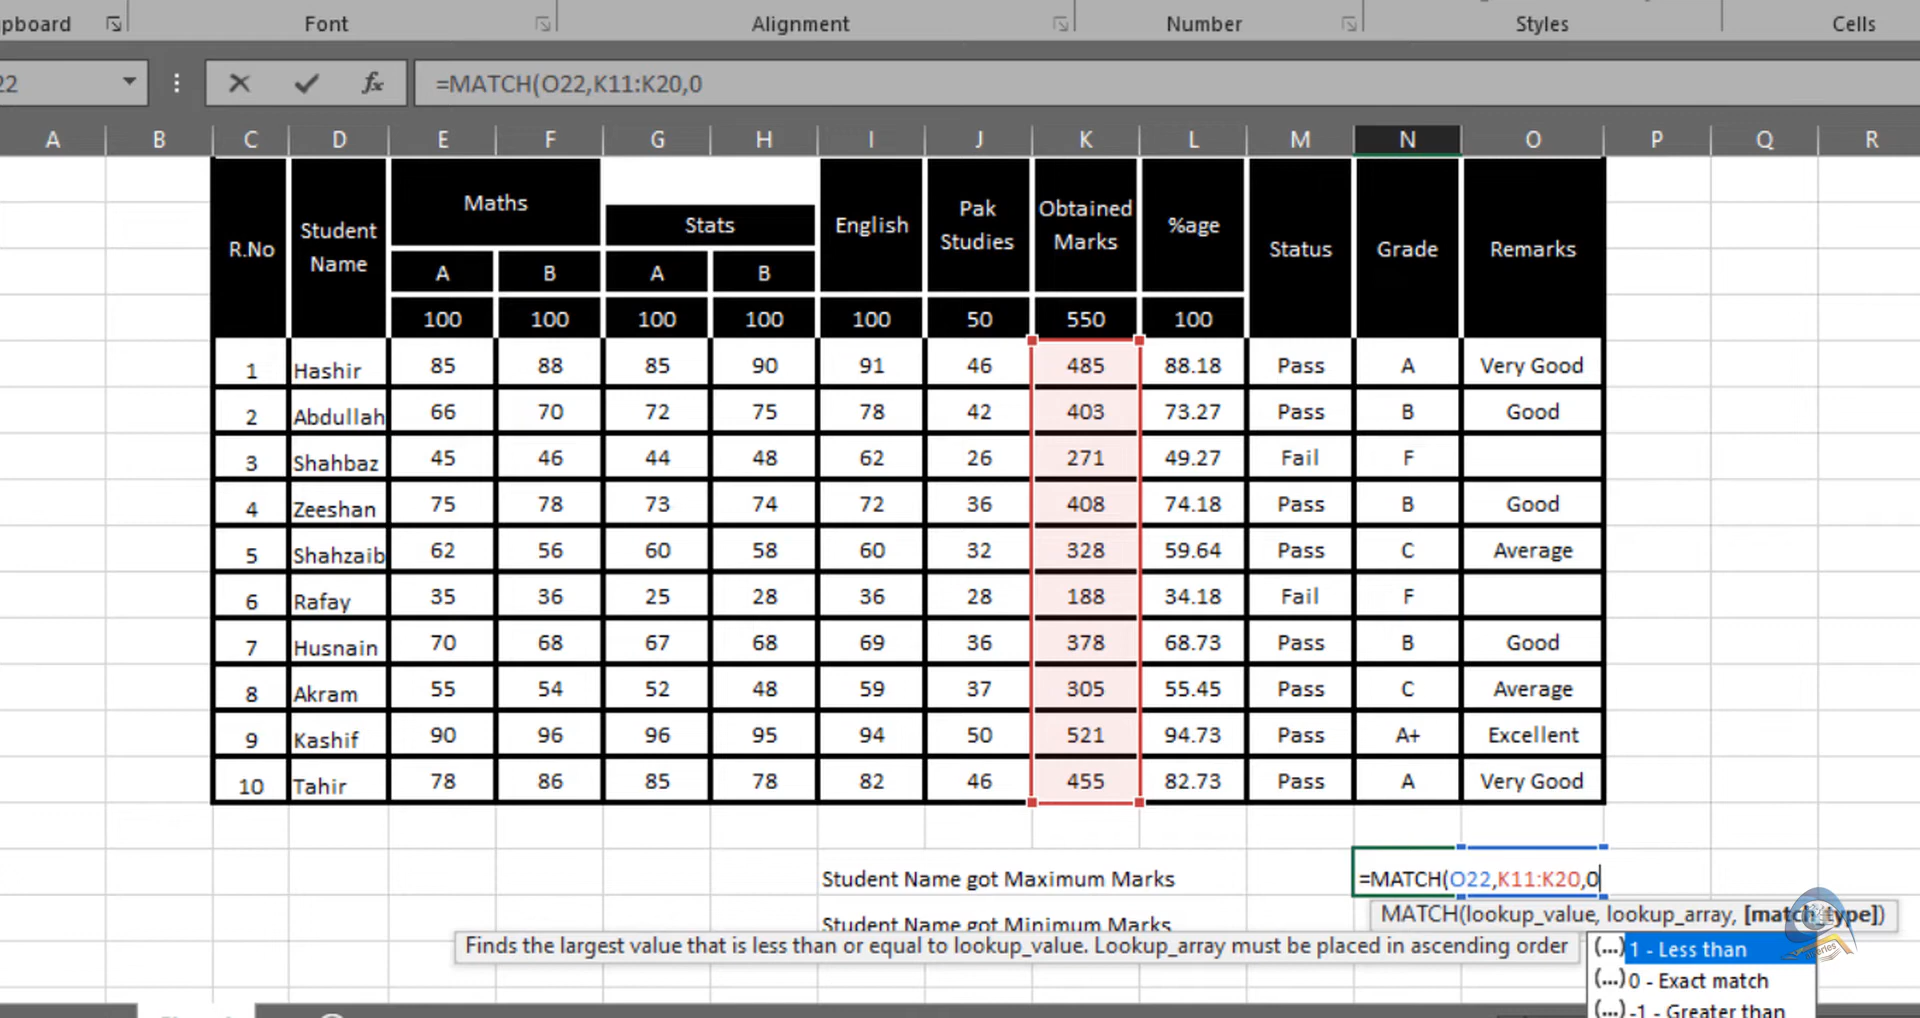 pboard Font Alignment Number Styles Cells
22 =MATCH(O22,K11:K20,0
A B C D E F G H I J K L M N O P Q R
R.No Student Name Maths Stats English Pak Studies Obtained Marks %age Status Grade Remarks
A B A B
100 100 100 100 100 50 550 100
1 Hashir 85 88 85 90 91 46 485 88.18 Pass A Very Good
2 Abdullah 66 70 72 75 78 42 403 73.27 Pass B Good
3 Shahbaz 45 46 44 48 62 26 271 49.27 Fail F
4 Zeeshan 75 78 73 74 72 36 408 74.18 Pass B Good
5 Shahzaib 62 56 60 58 60 32 328 59.64 Pass C Average
6 Rafay 35 36 25 28 36 28 188 34.18 Fail F
7 Husnain 70 68 67 68 69 36 378 68.73 Pass B Good
8 Akram 55 54 52 48 59 37 305 55.45 Pass C Average
9 Kashif 90 96 96 95 94 50 521 94.73 Pass A+ Excellent
10 Tahir 78 86 85 78 82 46 455 82.73 Pass A Very Good
Student Name got Maximum Marks =MATCH(O22,K11:K20,0
MATCH(lookup_value, lookup_array, [match_type])
Student Name got Minimum Marks
Finds the largest value that is less than or equal to lookup_value. Lookup_array must be placed in ascending order
(...) 1 - Less than
(...) 0 - Exact match
(...) -1 - Greater than